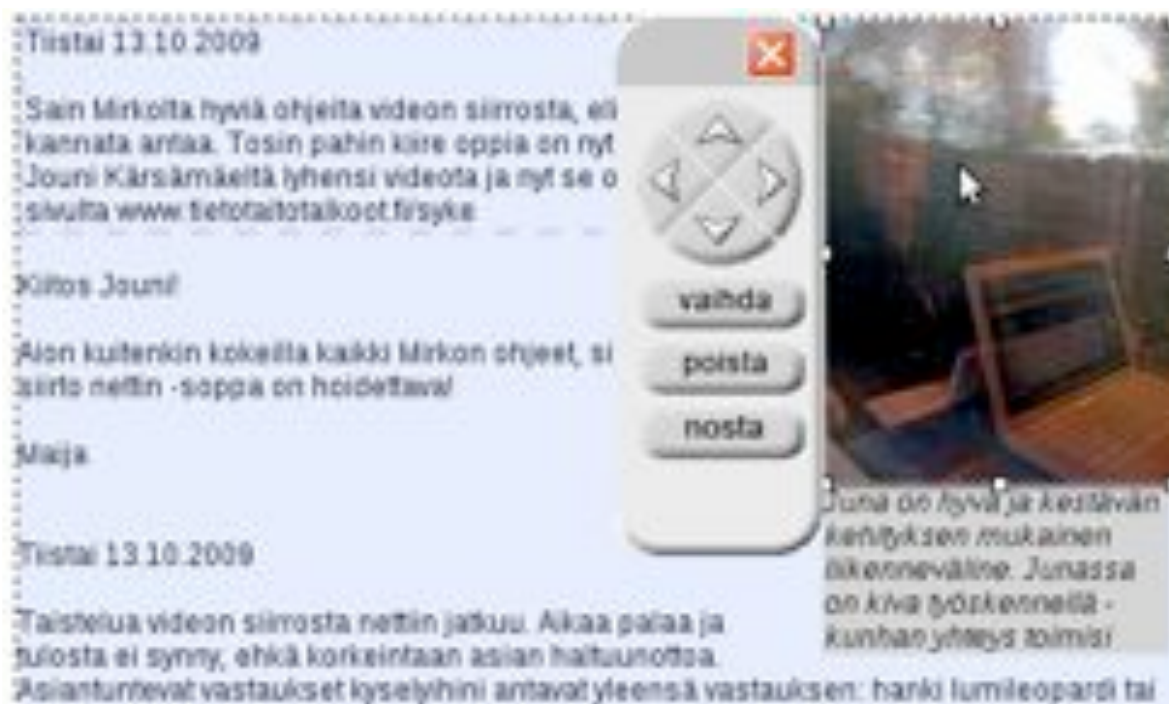 Tiistai 13.10.2009
Sain Mirkolta hyviä ohjeita videon siirrosta, eli
kannata antaa. Tosin pahin kiire oppia on nyt
Jouni Kärsämäeltä lyhensi videota ja nyt se o
sivulta www.tietotaitotalkoot.fi/syke
Kiitos Jouni!
Aion kuitenkin kokeilla kaikki Mirkon ohjeet, si
siirto nettin -soppa on hoidettava!
Maija
vaihda
poista
nosta
Juna on hyvä ja kestävän
kehityksen mukainen
liikenneväline. Junassa
on kiva työskennellä -
kunhan yhteys toimisi
Tiistai 13.10.2009
Taistelua videon siirrosta nettiin jatkuu. Aikaa palaa ja
tulosta ei synny, ehkä korkeintaan asian haltuunottoa.
Asiantuntevat vastaukset kyselyihini antavat yleensä vastauksen: hanki lumileopardi tai